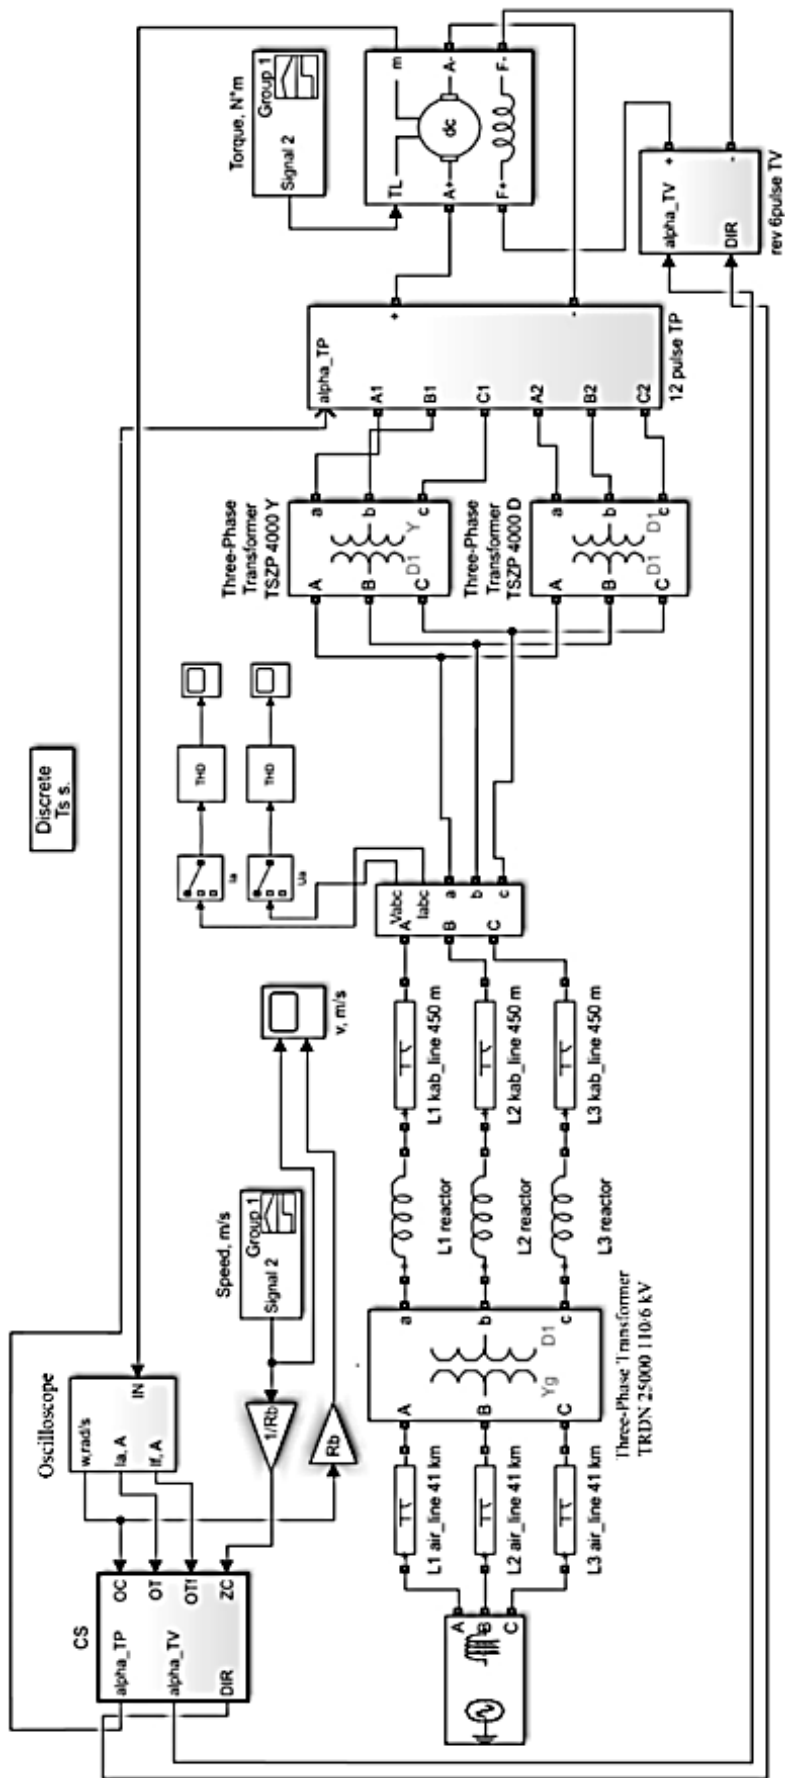 Discrete
Ts s.
Oscilloscope
w,rad/s
Ia, A
If, A
IN
CS
alpha_TP
alpha_TV
DIR
OC
OT
OTf
ZC
1/Rb
Rb
Speed, m/s
Group 1
Signal 2
v, m/s
Ia
THD
Ua
THD
Torque, N*m
Group 1
Signal 2
TL
m
A+
dc
A-
F+
F-
alpha_TV
+
DIR
-
rev 6pulse TV
alpha_TP
+
A1
B1
C1
A2
-
B2
C2
12 pulse TP
Three-Phase
Transformer
TSZP 4000 Y
A
a
B
b
C
c
D1
Y
Three-Phase
Transformer
TSZP 4000 D
A
a
B
b
C
c
D1
D1
Vabc
Iabc
A
a
B
b
C
c
L1 kab_line 450 m
L2 kab_line 450 m
L3 kab_line 450 m
L1 reactor
L2 reactor
L3 reactor
A
a
B
b
C
c
Yg
D1
Three-Phase Transformer
TRDN 25000 110/6 kV
L1 air_line 41 km
L2 air_line 41 km
L3 air_line 41 km
A
B
C